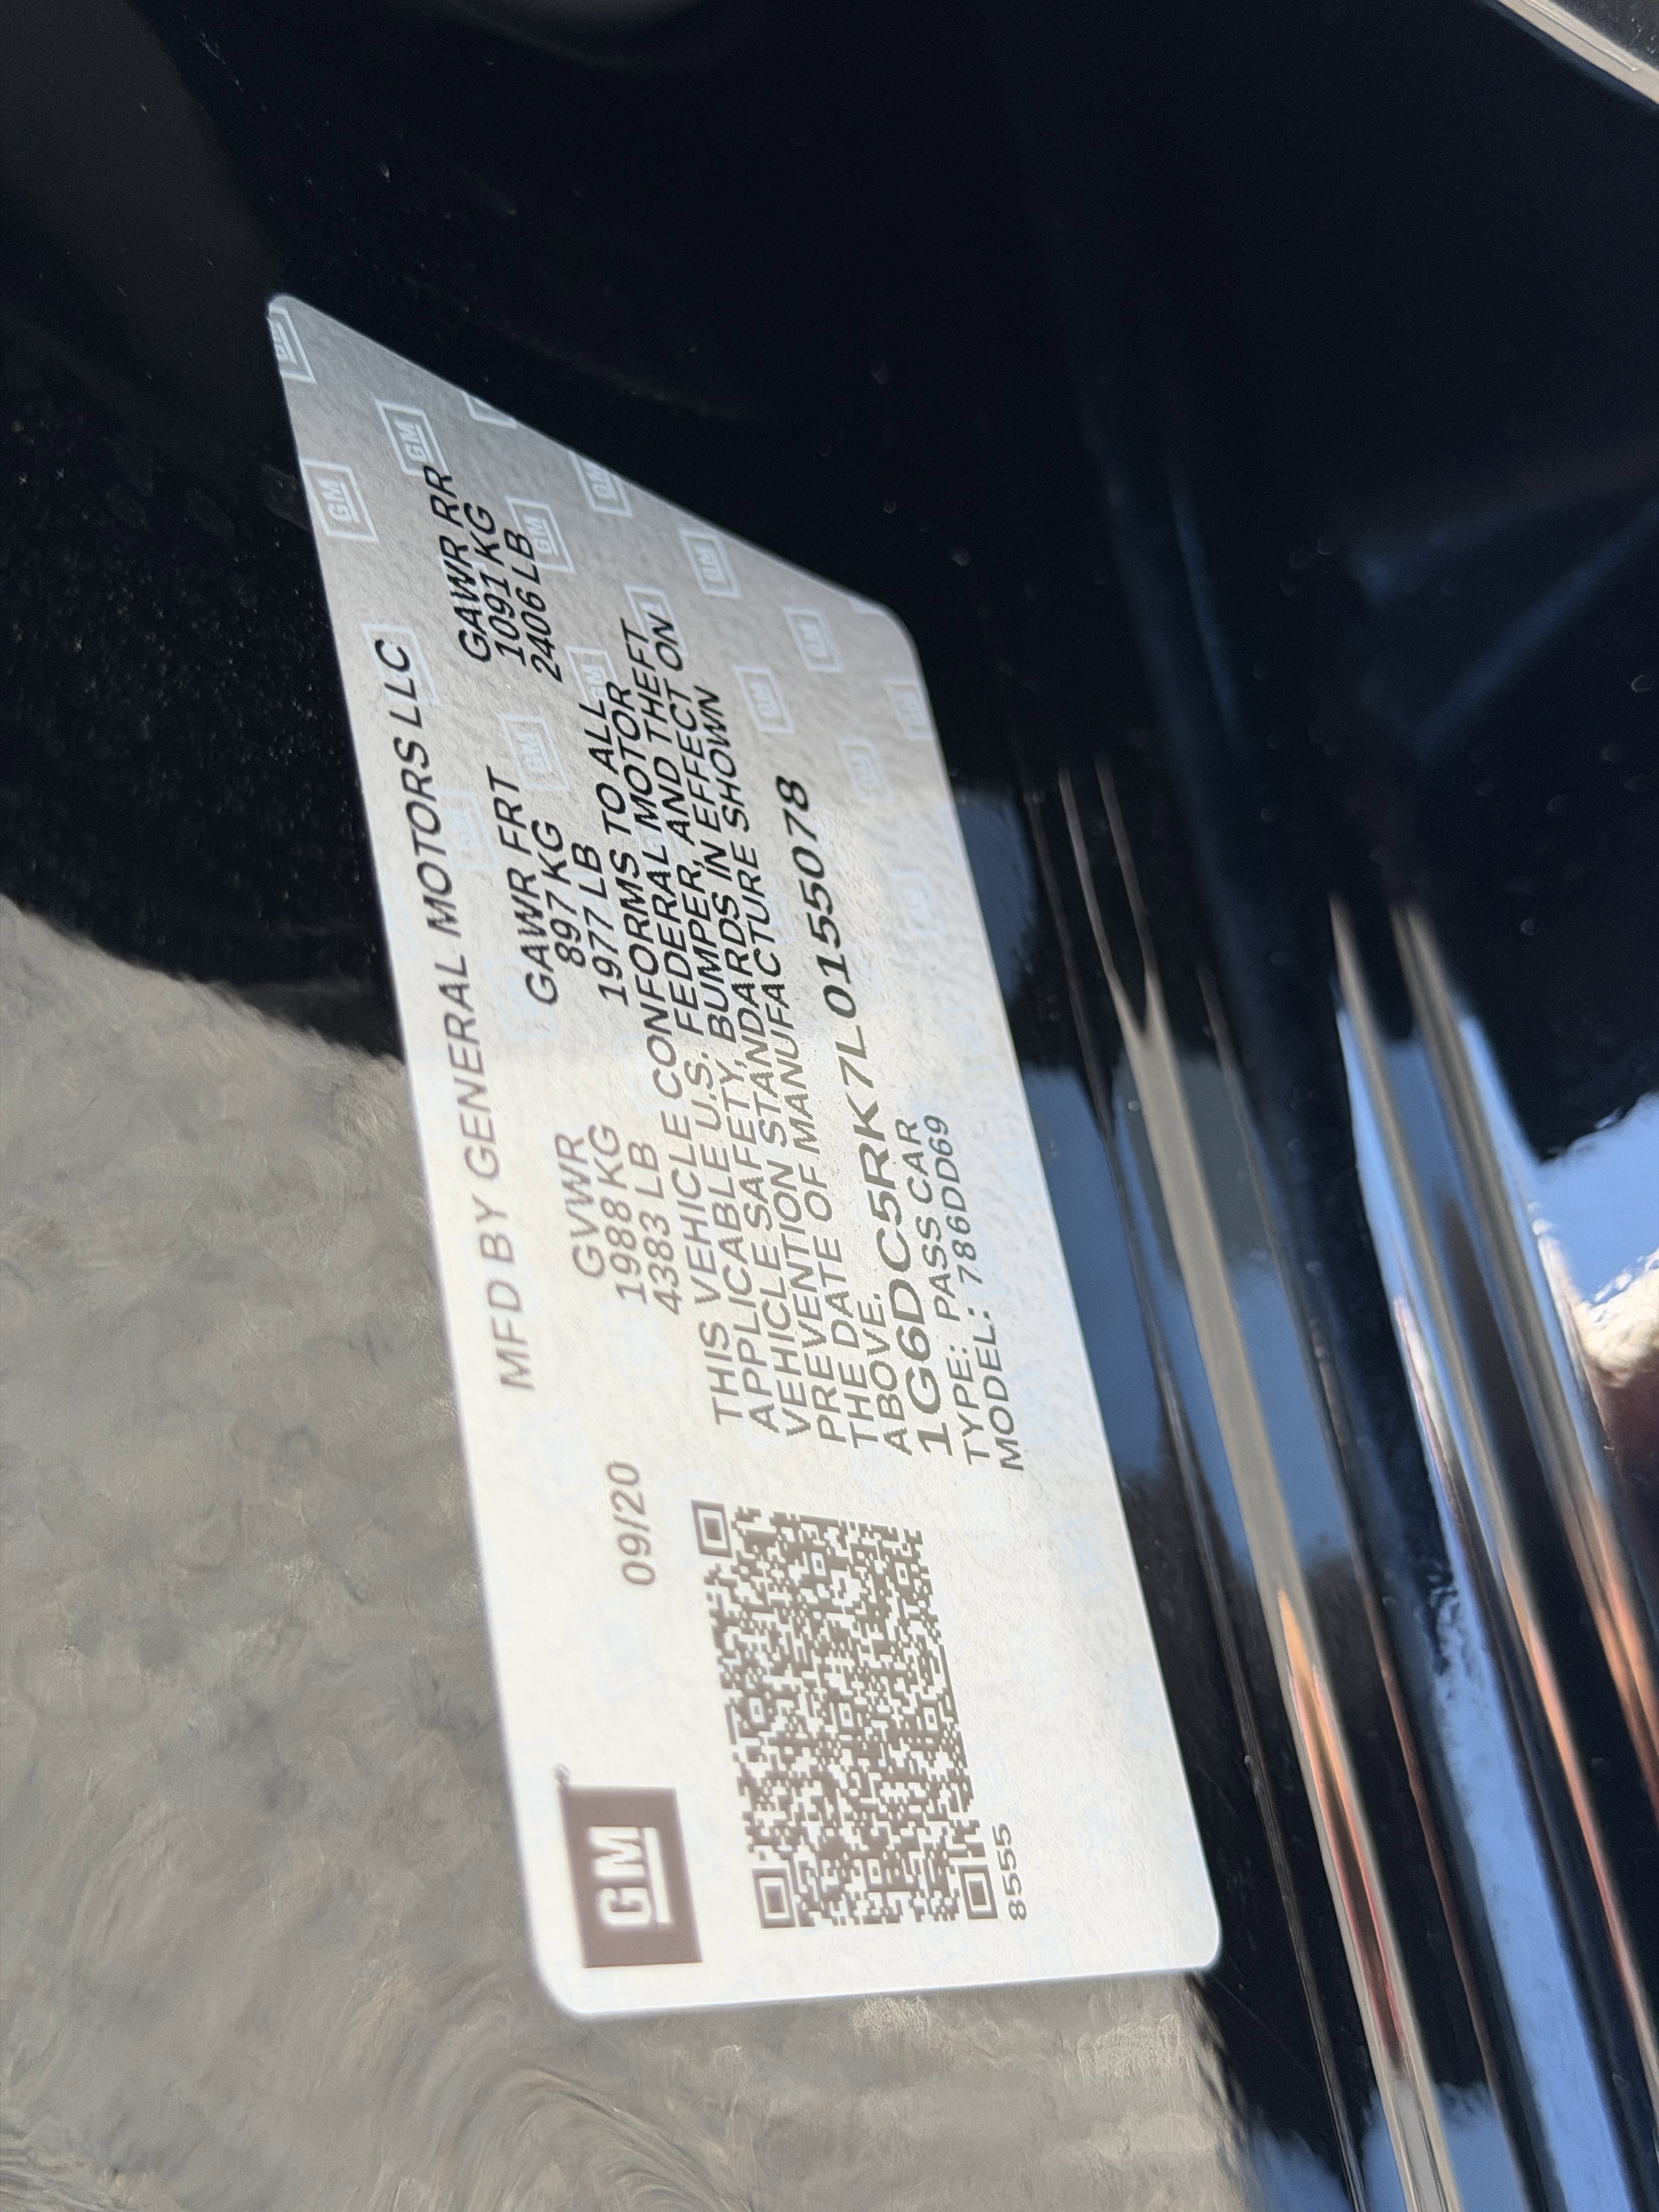 GM
MFD BY GENERAL MOTORS LLC
09/20
GVWR GAWR FRT GAWR RR
1988 KG 897 KG 1091 KG
4383 LB 1977 LB 2406 LB
THIS VEHICLE CONFORMS TO ALL
APPLICABLE U.S. FEDERAL MOTOR
VEHICLE SAFETY, BUMPER, AND THEFT
PREVENTION STANDARDS IN EFFECT ON
THE DATE OF MANUFACTURE SHOWN
ABOVE.
1G6DC5RK7L0155078
TYPE: PASS CAR
MODEL: 786DD69
8555